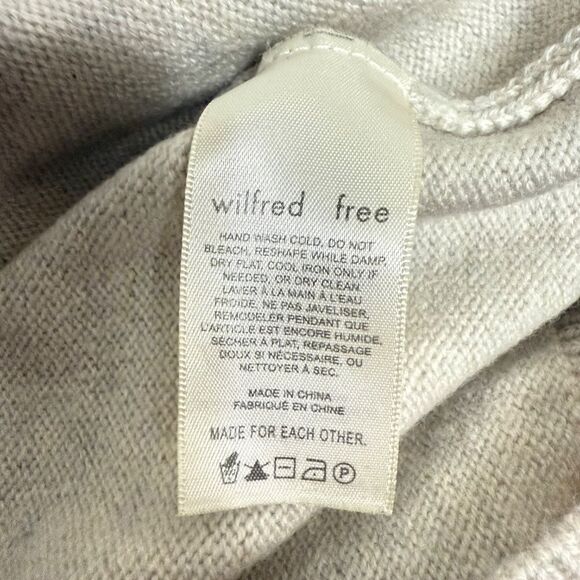 wilfred free
HAND WASH COLD, DO NOT
BLEACH, RESHAPE WHILE DAMP,
DRY FLAT, COOL IRON ONLY IF
NEEDED, OR DRY CLEAN.
LAVER À LA MAIN À L'EAU
FROIDE, NE PAS JAVELISER,
REMODELER PENDANT QUE
L'ARTICLE EST ENCORE HUMIDE,
SÉCHER À PLAT, REPASSAGE
DOUX SI NÉCESSAIRE, OU
NETTOYER À SEC.
MADE IN CHINA
FABRIQUÉ EN CHINE
MADE FOR EACH OTHER.
P